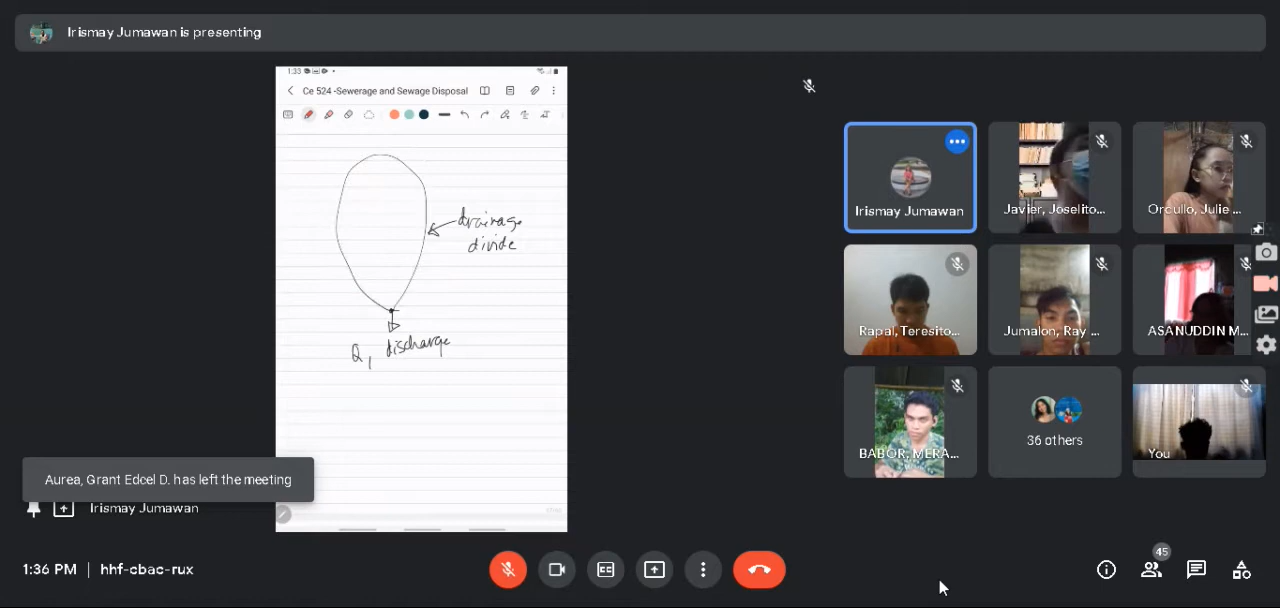 Irismay Jumawan is presenting
1:33
Ce 524 -Sewerage and Sewage Disposal
drainage
divide
Q, discharge
Irismay Jumawan
Javier, Joselito...
Orcullo, Julie ...
Rapal, Teresito...
Jumalon, Ray ...
ASANUDDIN M...
BABOR, MERA...
36 others
You
Aurea, Grant Edcel D. has left the meeting
Irismay Jumawan
1:36 PM | hhf-cbac-rux
45